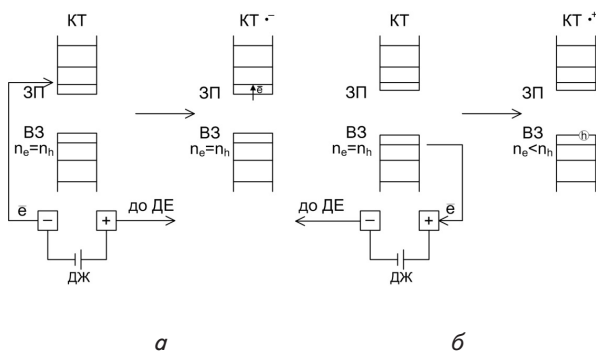 КТ
КТ •−
КТ
КТ •+
ЗП
ЗП
ē
ЗП
ЗП
ВЗ
nₑ=nₕ
ВЗ
nₑ=nₕ
ВЗ
nₑ=nₕ
ВЗ
nₑ<nₕ
h
ē
−
+
до ДЕ
до ДЕ
−
+
ē
ДЖ
ДЖ
а
б